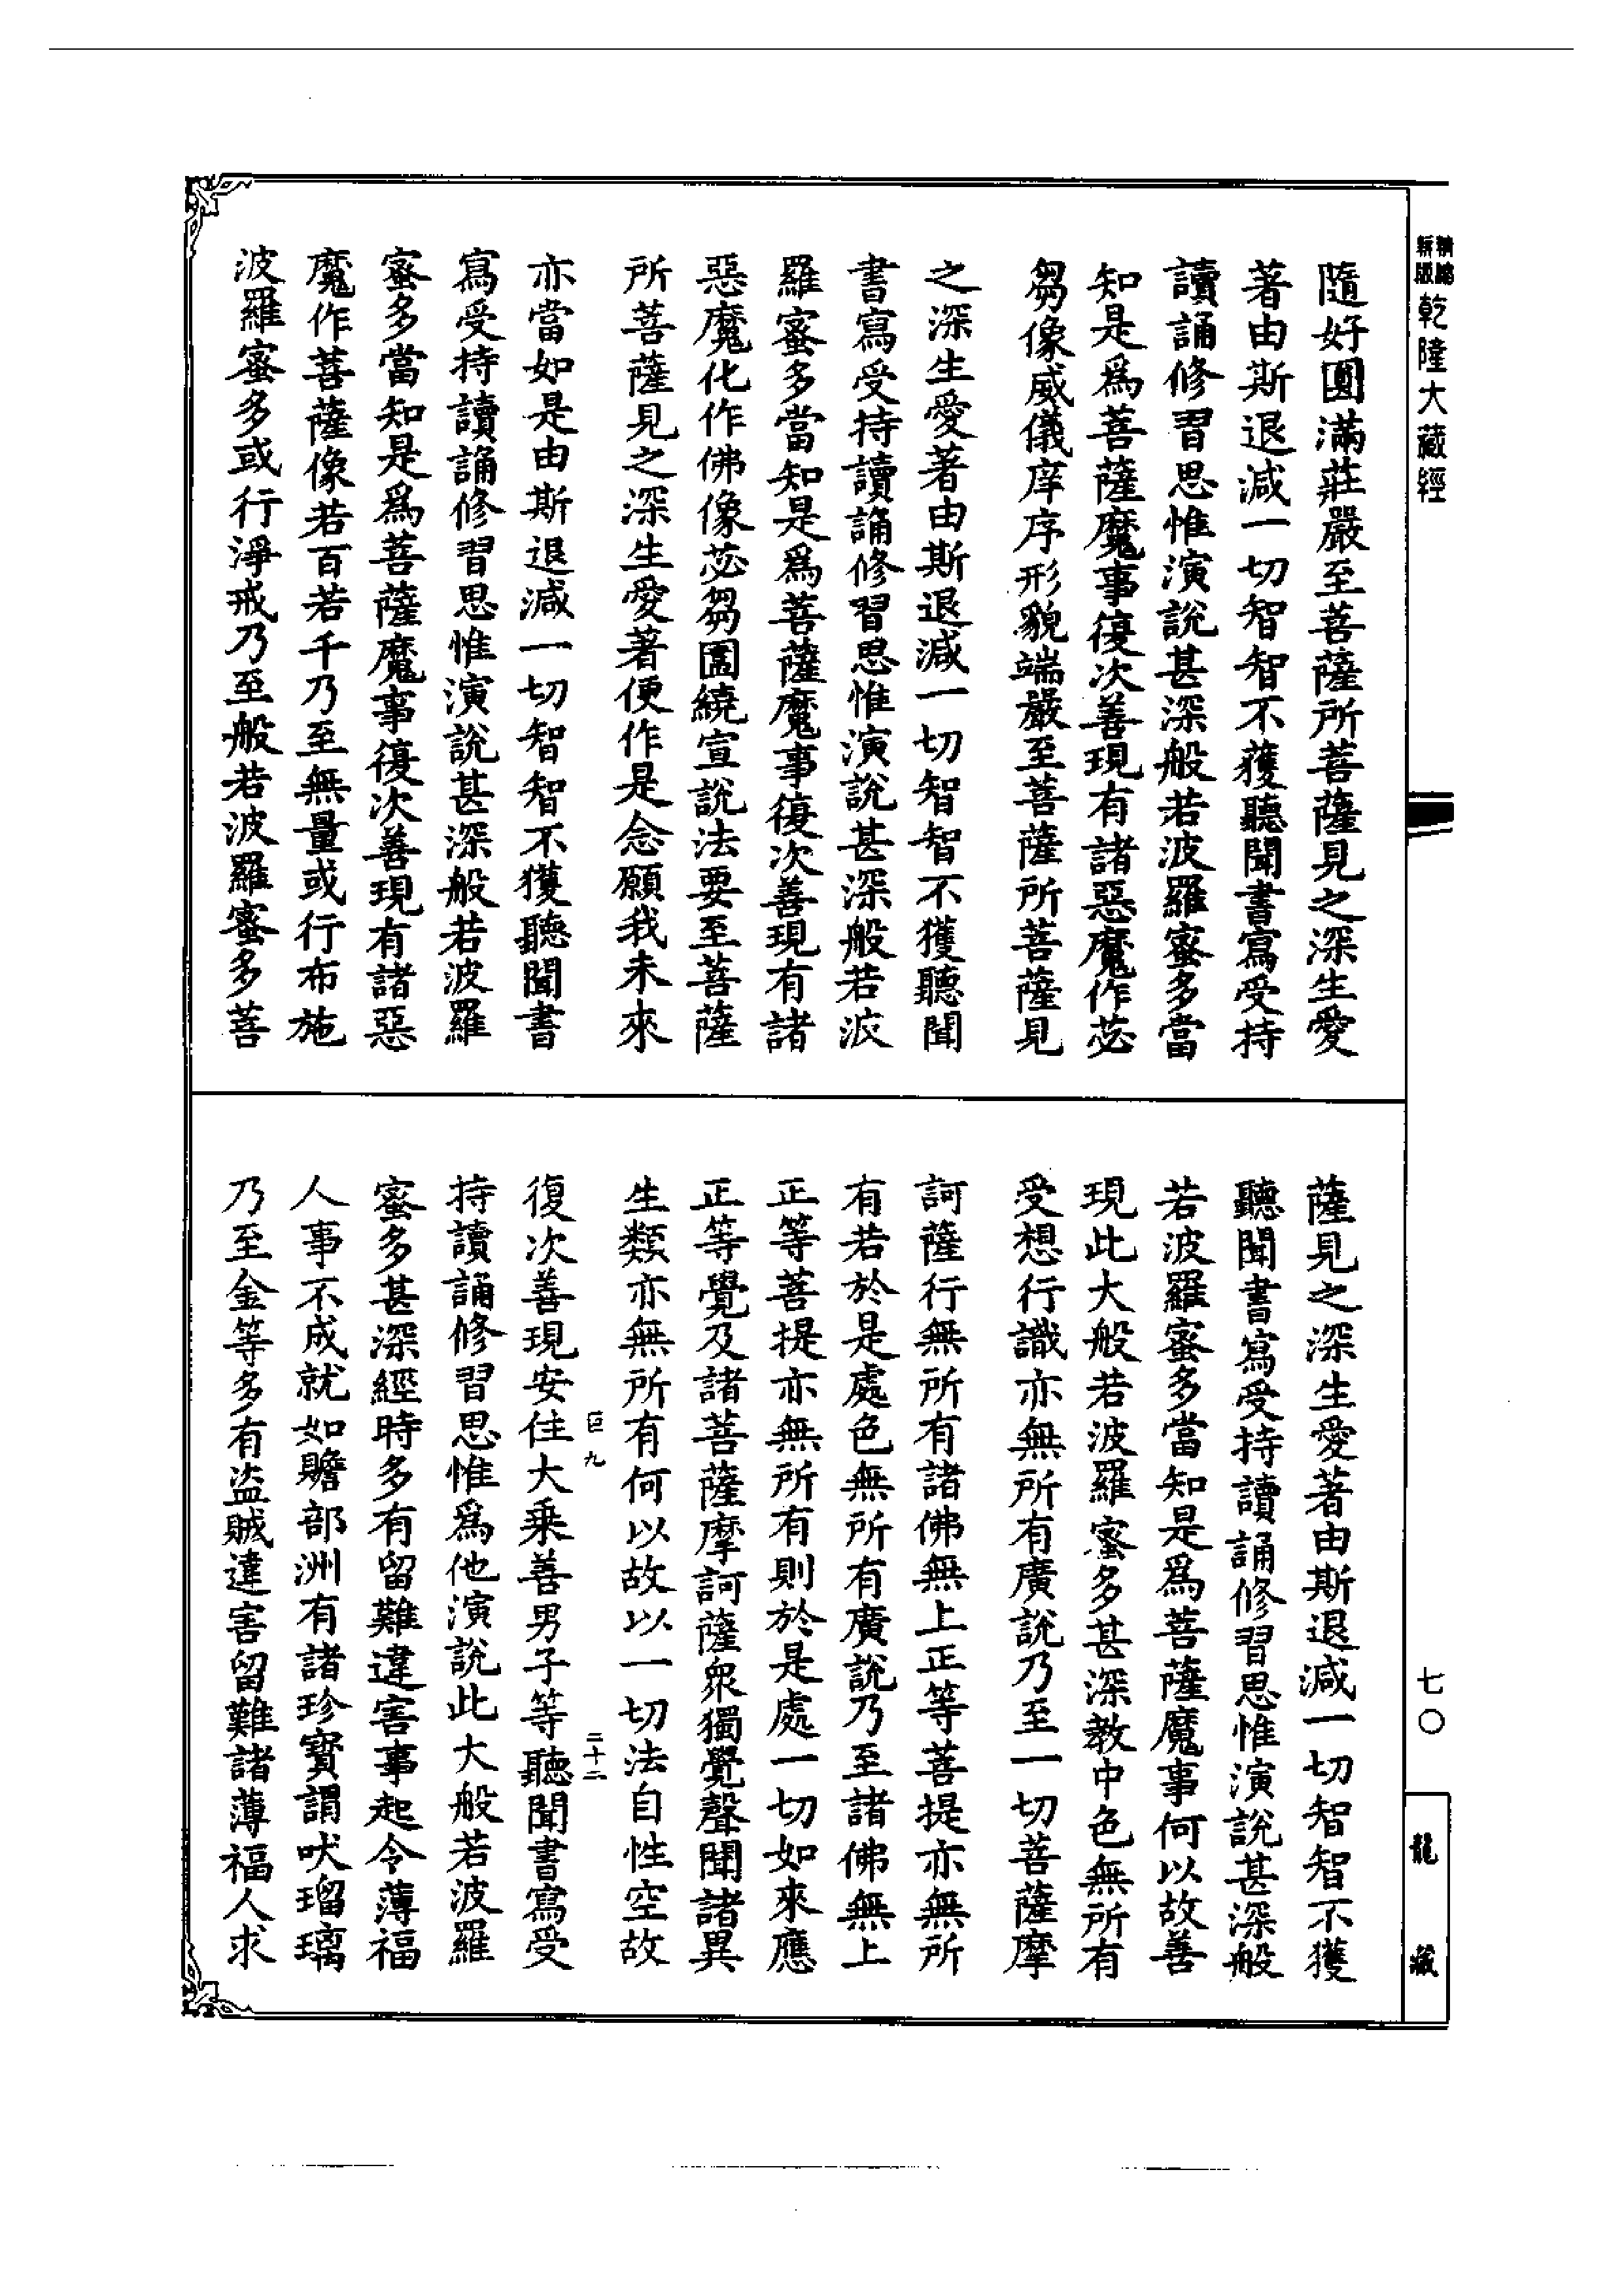 新版
精縮
乾隆大藏經
七〇
龍藏
隨好圓滿莊嚴至菩薩所菩薩見之深生愛
著由斯退減一切智智不獲聽聞書寫受持
讀誦修習思惟演說甚深般若波羅蜜多當
知是為菩薩魔事復次善現有諸惡魔作苾
芻像威儀庠序形貌端嚴至菩薩所菩薩見
之深生愛著由斯退減一切智智不獲聽聞
書寫受持讀誦修習思惟演說甚深般若波
羅蜜多當知是為菩薩魔事復次善現有諸
惡魔化作佛像苾芻圍繞宣說法要至菩薩
所菩薩見之深生愛著便作是念願我未來
亦當如是由斯退減一切智智不獲聽聞書
寫受持讀誦修習思惟演說甚深般若波羅
蜜多當知是為菩薩魔事復次善現有諸惡
魔作菩薩像若百若千乃至無量或行布施
波羅蜜多或行淨戒乃至般若波羅蜜多菩
薩見之深生愛著由斯退減一切智智不獲
聽聞書寫受持讀誦修習思惟演說甚深般
若波羅蜜多當知是為菩薩魔事何以故善
現此大般若波羅蜜多甚深教中色無所有
受想行識亦無所有廣說乃至一切菩薩摩
訶薩行無所有諸佛無上正等菩提亦無所
有若於是處色無所有廣說乃至諸佛無上
正等菩提亦無所有則於是處一切如來應
正等覺及諸菩薩摩訶薩眾獨覺聲聞諸異
生類亦無所有何以故以一切法自性空故
巨九 二十二
復次善現安住大乘善男子等聽聞書寫受
持讀誦修習思惟為他演說此大般若波羅
蜜多甚深經時多有留難違害事起令薄福
人事不成就如贍部洲有諸珍寶謂吠瑠璃
乃至金等多有盜賊違害留難諸薄福人求